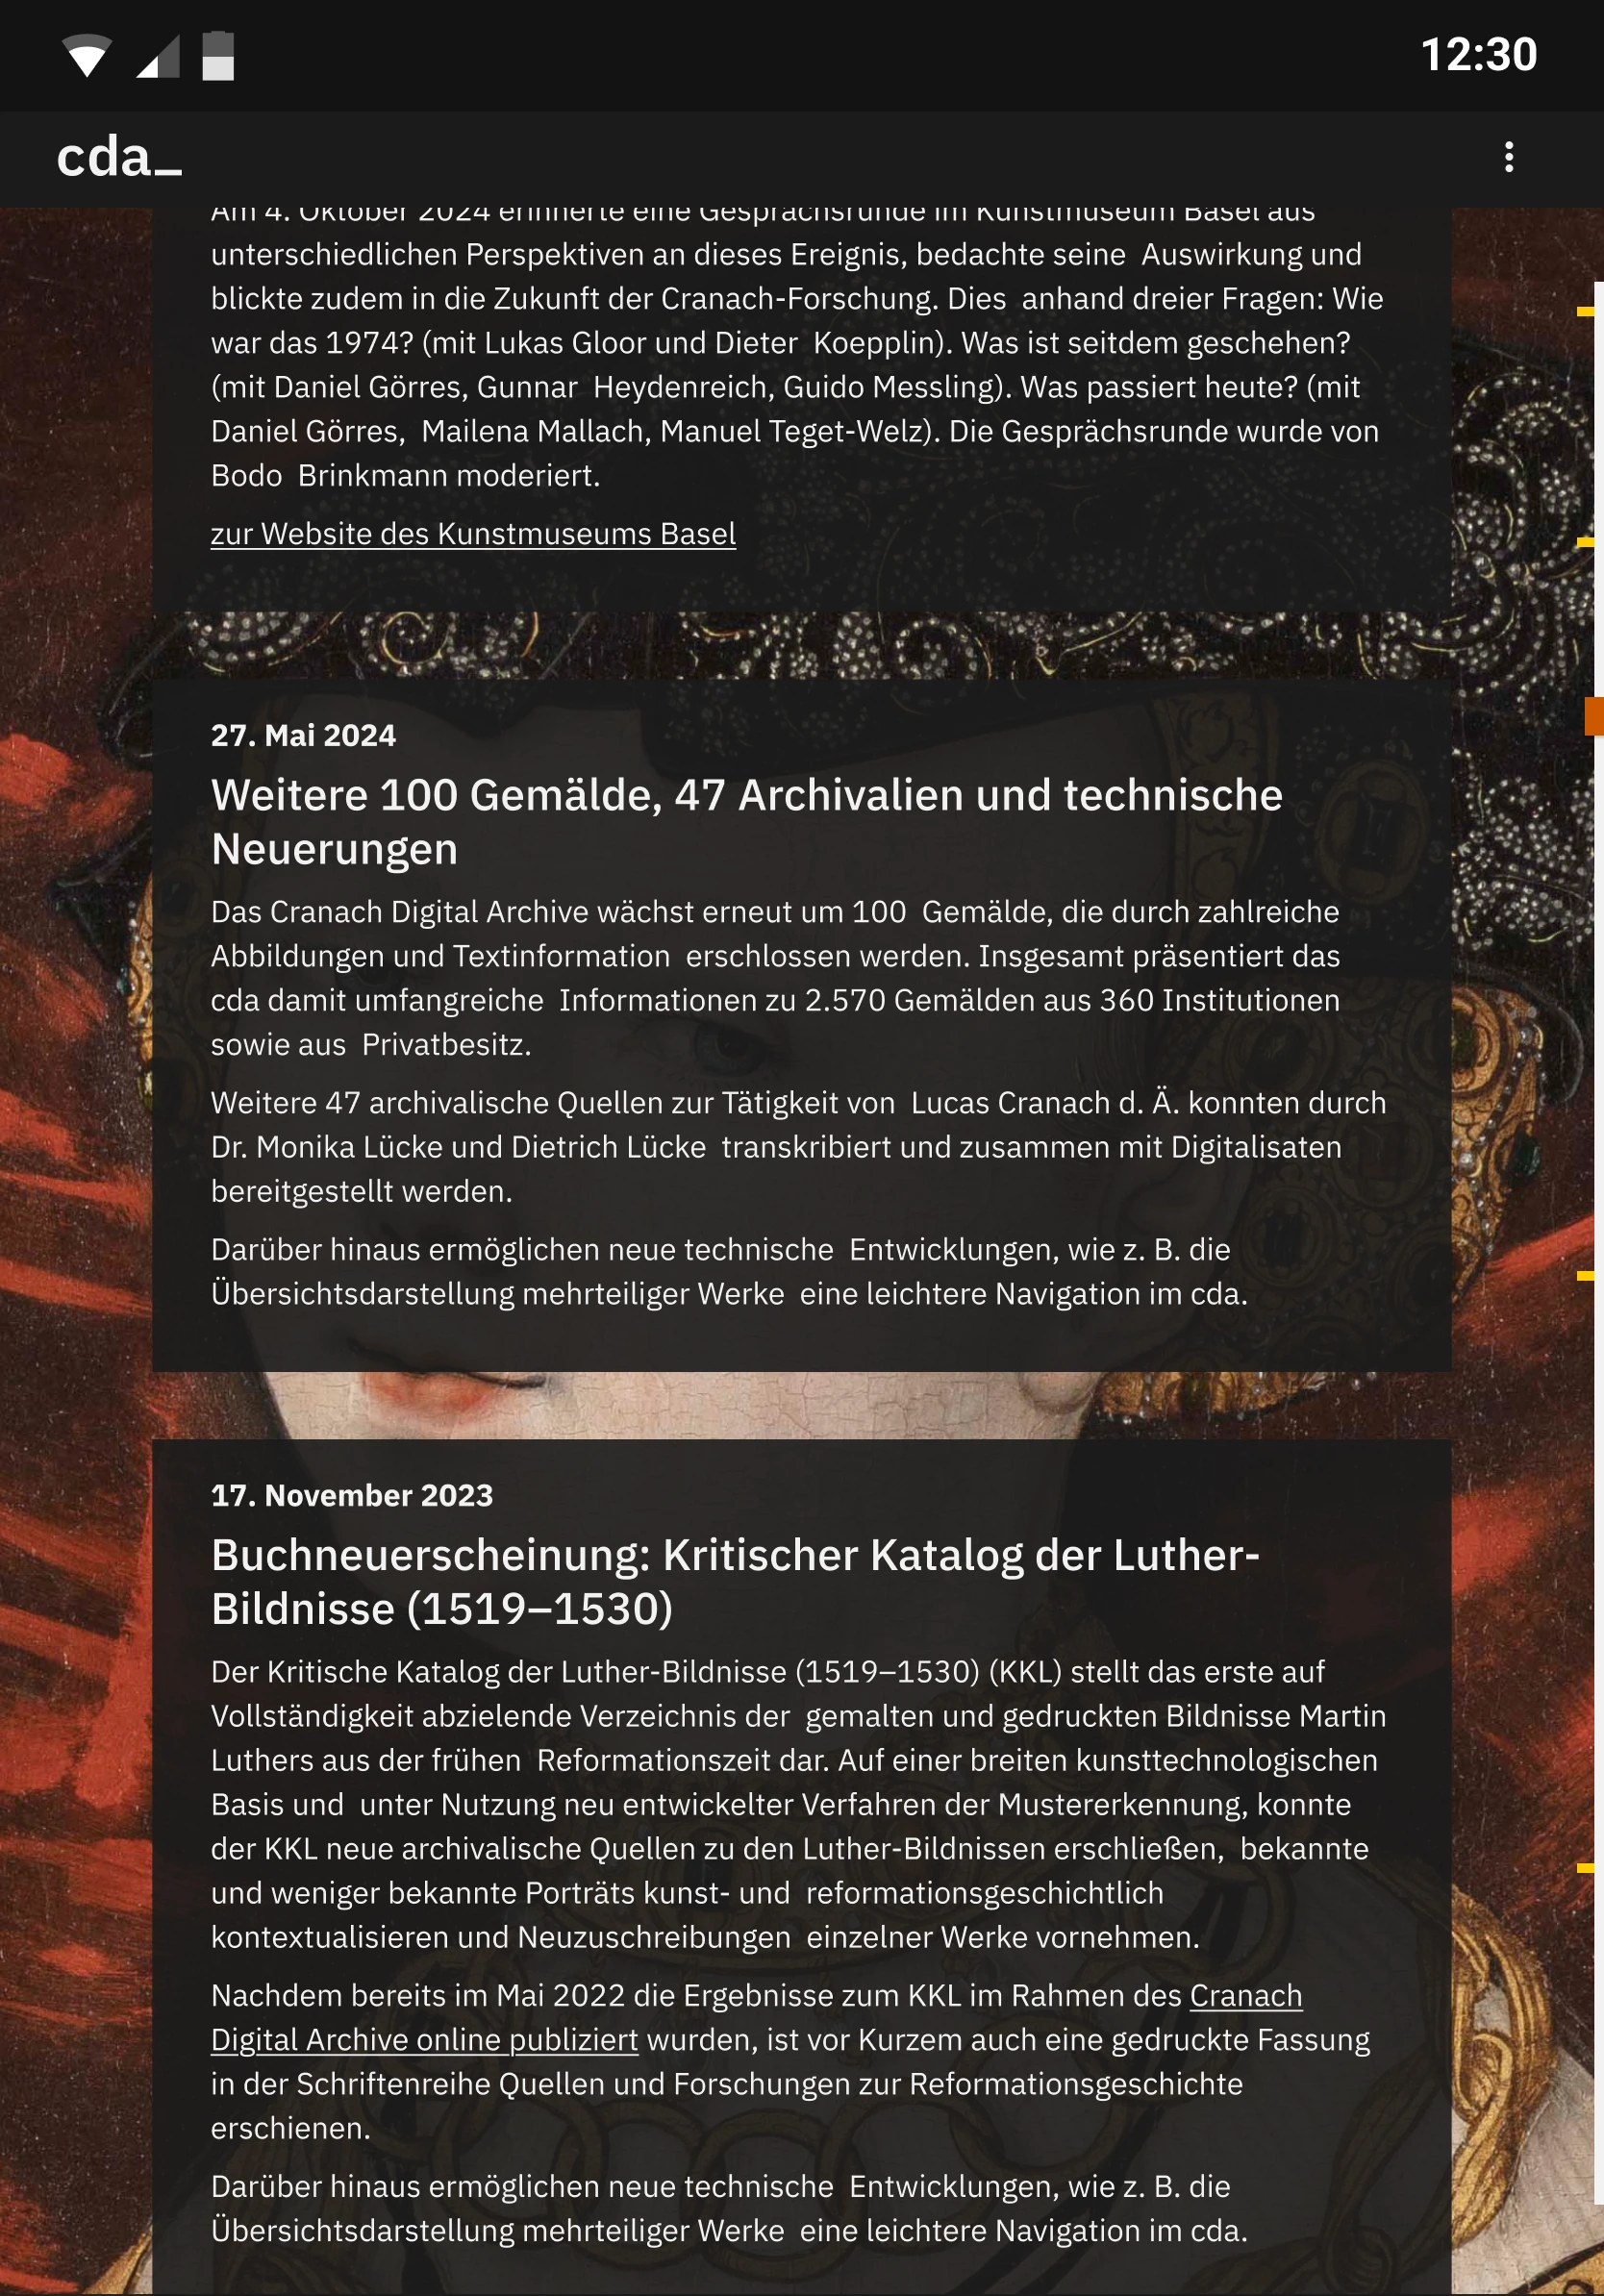 12:30
cda_
Am 4. Oktober 2024 erinnerte eine Gesprächsrunde im Kunstmuseum Basel aus
unterschiedlichen Perspektiven an dieses Ereignis, bedachte seine Auswirkung und
blickte zudem in die Zukunft der Cranach-Forschung. Dies anhand dreier Fragen: Wie
war das 1974? (mit Lukas Gloor und Dieter Koepplin). Was ist seitdem geschehen?
(mit Daniel Görres, Gunnar Heydenreich, Guido Messling). Was passiert heute? (mit
Daniel Görres, Mailena Mallach, Manuel Teget-Welz). Die Gesprächsrunde wurde von
Bodo Brinkmann moderiert.
zur Website des Kunstmuseums Basel
27. Mai 2024
Weitere 100 Gemälde, 47 Archivalien und technische
Neuerungen
Das Cranach Digital Archive wächst erneut um 100 Gemälde, die durch zahlreiche
Abbildungen und Textinformation erschlossen werden. Insgesamt präsentiert das
cda damit umfangreiche Informationen zu 2.570 Gemälden aus 360 Institutionen
sowie aus Privatbesitz.
Weitere 47 archivalische Quellen zur Tätigkeit von Lucas Cranach d. Ä. konnten durch
Dr. Monika Lücke und Dietrich Lücke transkribiert und zusammen mit Digitalisaten
bereitgestellt werden.
Darüber hinaus ermöglichen neue technische Entwicklungen, wie z. B. die
Übersichtsdarstellung mehrteiliger Werke eine leichtere Navigation im cda.
17. November 2023
Buchneuerscheinung: Kritischer Katalog der Luther-
Bildnisse (1519–1530)
Der Kritische Katalog der Luther-Bildnisse (1519–1530) (KKL) stellt das erste auf
Vollständigkeit abzielende Verzeichnis der gemalten und gedruckten Bildnisse Martin
Luthers aus der frühen Reformationszeit dar. Auf einer breiten kunsttechnologischen
Basis und unter Nutzung neu entwickelter Verfahren der Mustererkennung, konnte
der KKL neue archivalische Quellen zu den Luther-Bildnissen erschließen, bekannte
und weniger bekannte Porträts kunst- und reformationsgeschichtlich
kontextualisieren und Neuzuschreibungen einzelner Werke vornehmen.
Nachdem bereits im Mai 2022 die Ergebnisse zum KKL im Rahmen des Cranach
Digital Archive online publiziert wurden, ist vor Kurzem auch eine gedruckte Fassung
in der Schriftenreihe Quellen und Forschungen zur Reformationsgeschichte
erschienen.
Darüber hinaus ermöglichen neue technische Entwicklungen, wie z. B. die
Übersichtsdarstellung mehrteiliger Werke eine leichtere Navigation im cda.